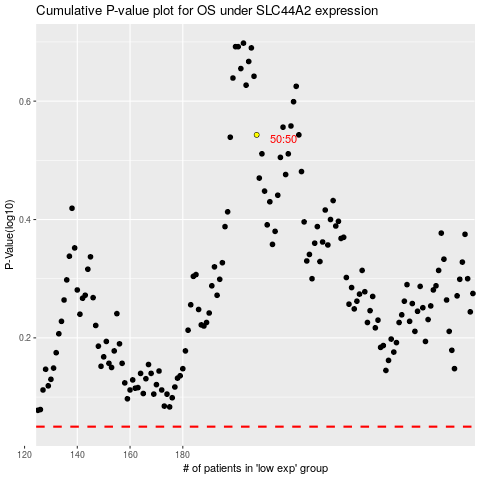 Cumulative P-value plot for OS under SLC44A2 expression
P-Value(log10)
0.6
0.4
0.2
50:50
120 140 160 180
# of patients in 'low exp' group